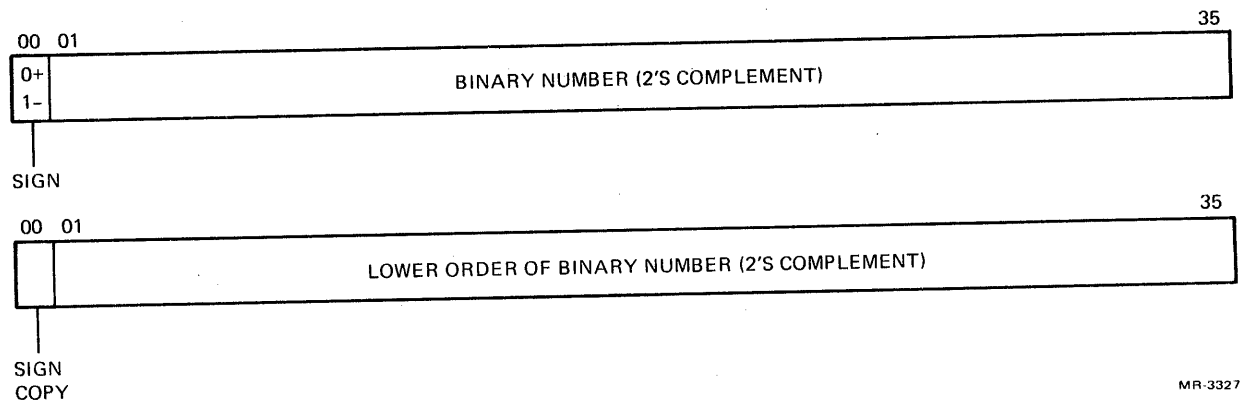 35
00 01
0+
1–
BINARY NUMBER (2'S COMPLEMENT)
SIGN
35
00 01
LOWER ORDER OF BINARY NUMBER (2'S COMPLEMENT)
SIGN
COPY
MR-3327